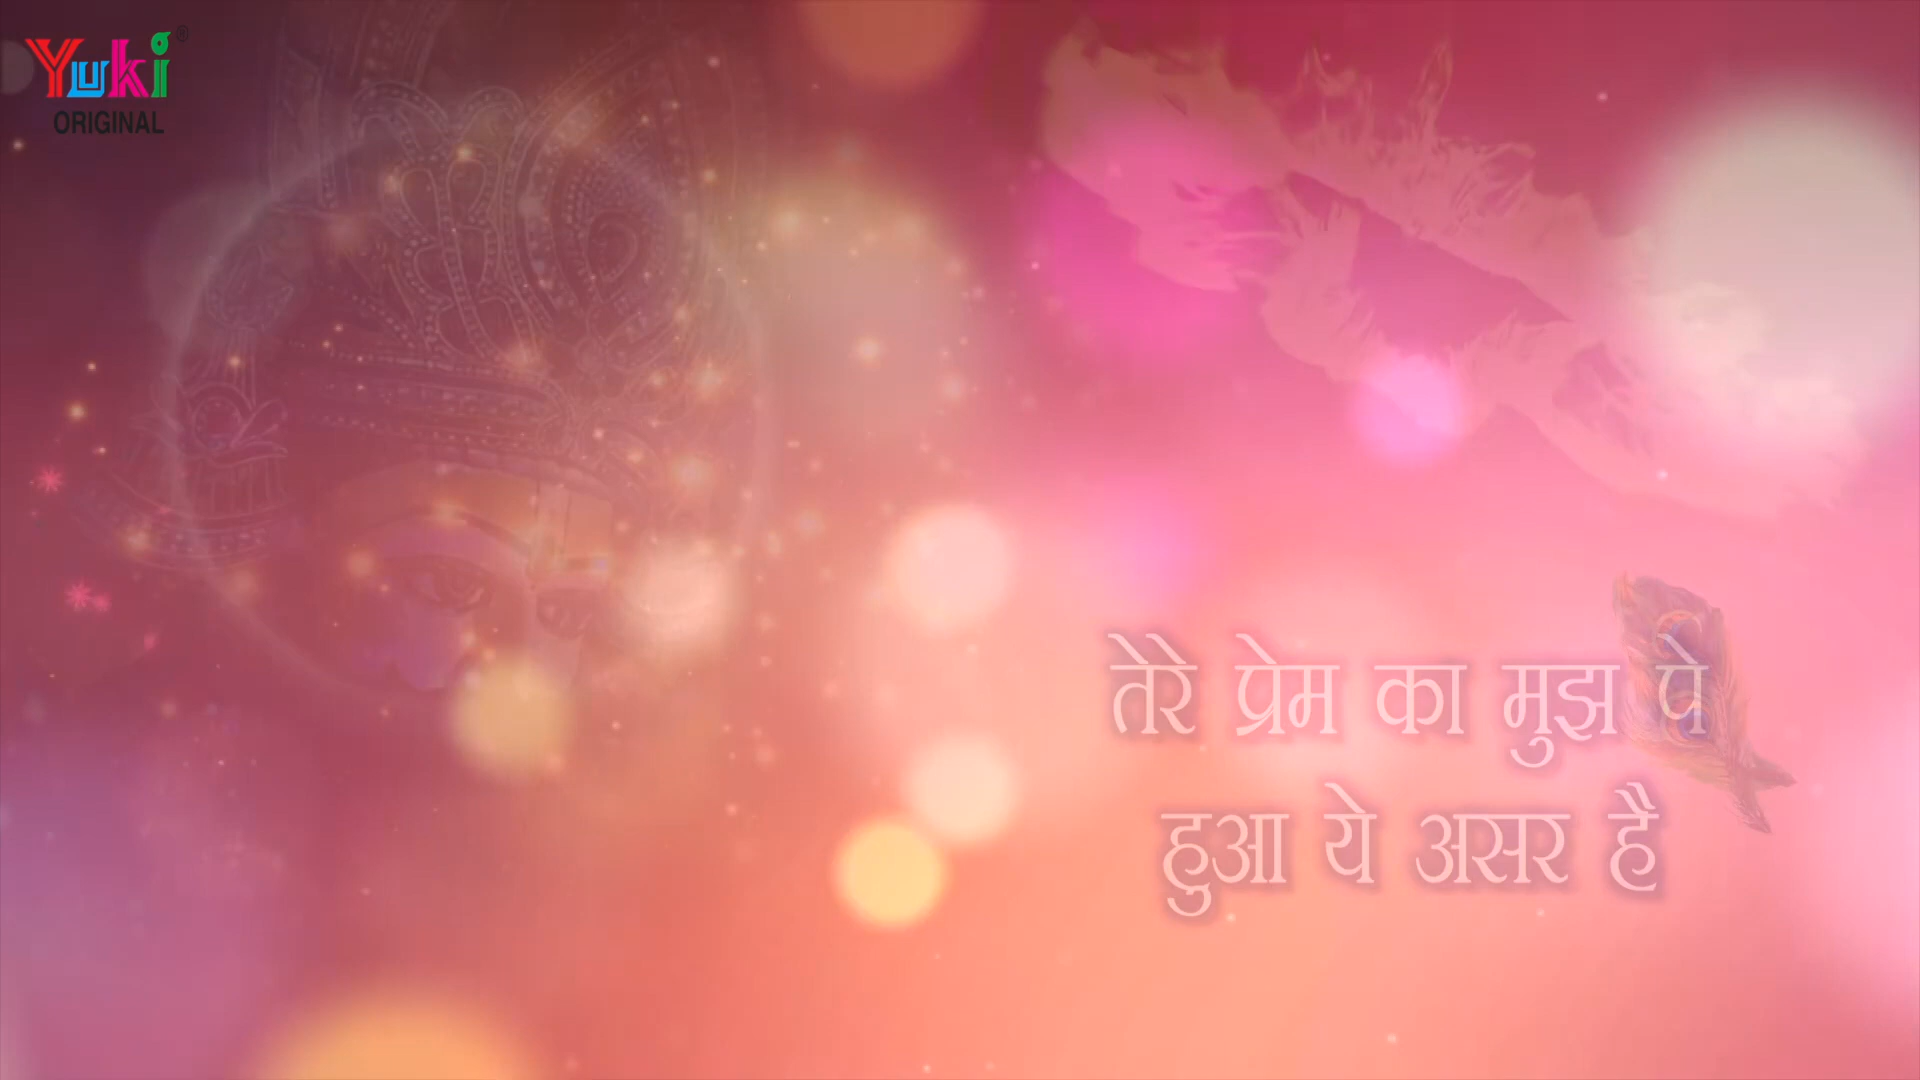 Yuki®
ORIGINAL
तेरे प्रेम का मुझ पे
हुआ ये असर है